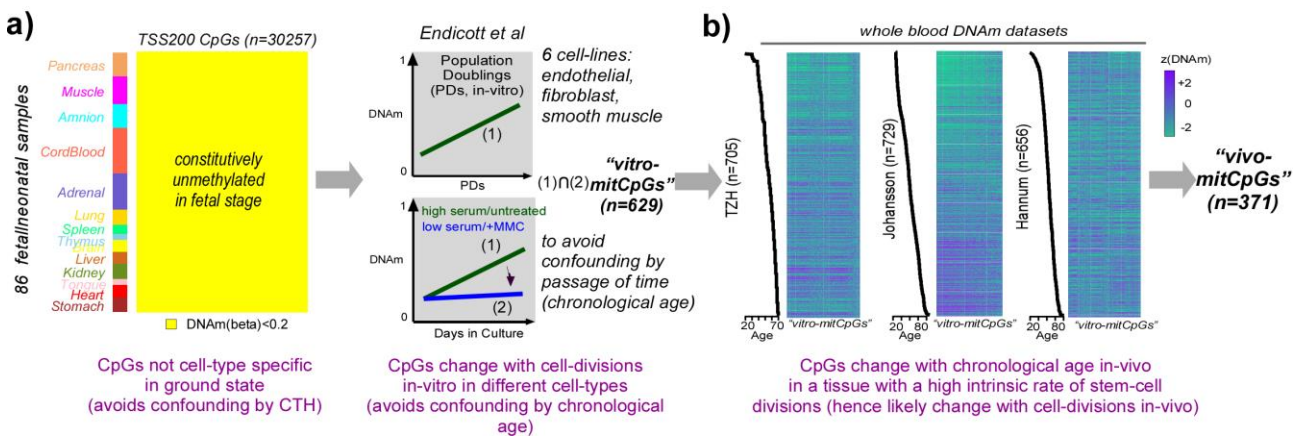 a)
TSS200 CpGs (n=30257)
86 fetal/neonatal samples
Pancreas
Muscle
Amnion
CordBlood
Adrenal
Lung
Spleen
Thymus
Brain
Liver
Kidney
Tongue
Heart
Stomach
constitutively
unmethylated
in fetal stage
DNAm(beta)<0.2
CpGs not cell-type specific
in ground state
(avoids confounding by CTH)
Endicott et al
1
Population
Doublings
(PDs, in-vitro)
DNAm
(1)
0
PDs
6 cell-lines:
endothelial,
fibroblast,
smooth muscle
(1)∩(2)
"vitro-
mitCpGs"
(n=629)
1
high serum/untreated
low serum/+MMC
(1)
DNAm
(2)
0
Days in Culture
to avoid
confounding by
passage of time
(chronological age)
CpGs change with cell-divisions
in-vitro in different cell-types
(avoids confounding by chronological
age)
b)
whole blood DNAm datasets
TZH (n=705)
20 70
Age
"vitro-mitCpGs"
Johansson (n=729)
20 80
Age
"vitro-mitCpGs"
Hannum (n=656)
20 80
Age
"vitro-mitCpGs"
z(DNAm)
+2
0
-2
"vivo-
mitCpGs"
(n=371)
CpGs change with chronological age in-vivo
in a tissue with a high intrinsic rate of stem-cell
divisions (hence likely change with cell-divisions in-vivo)